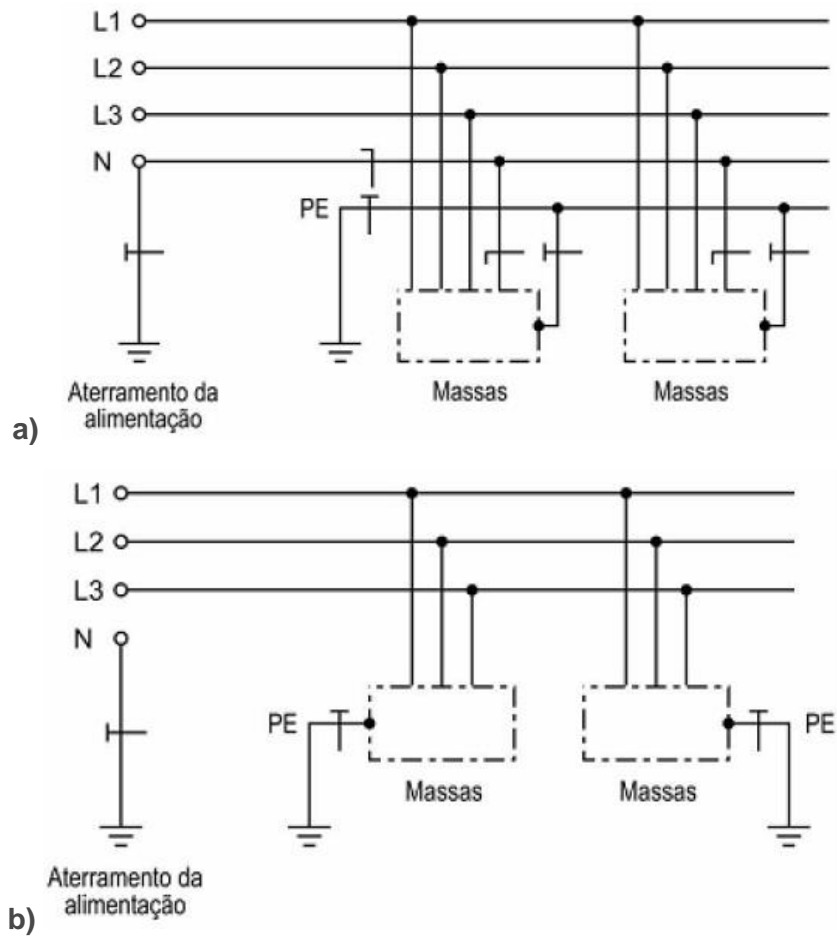 L1
L2
L3
N
PE
Massas
Massas
Aterramento da
alimentação
a)
L1
L2
L3
N
PE
PE
Massas
Massas
Aterramento da
alimentação
b)